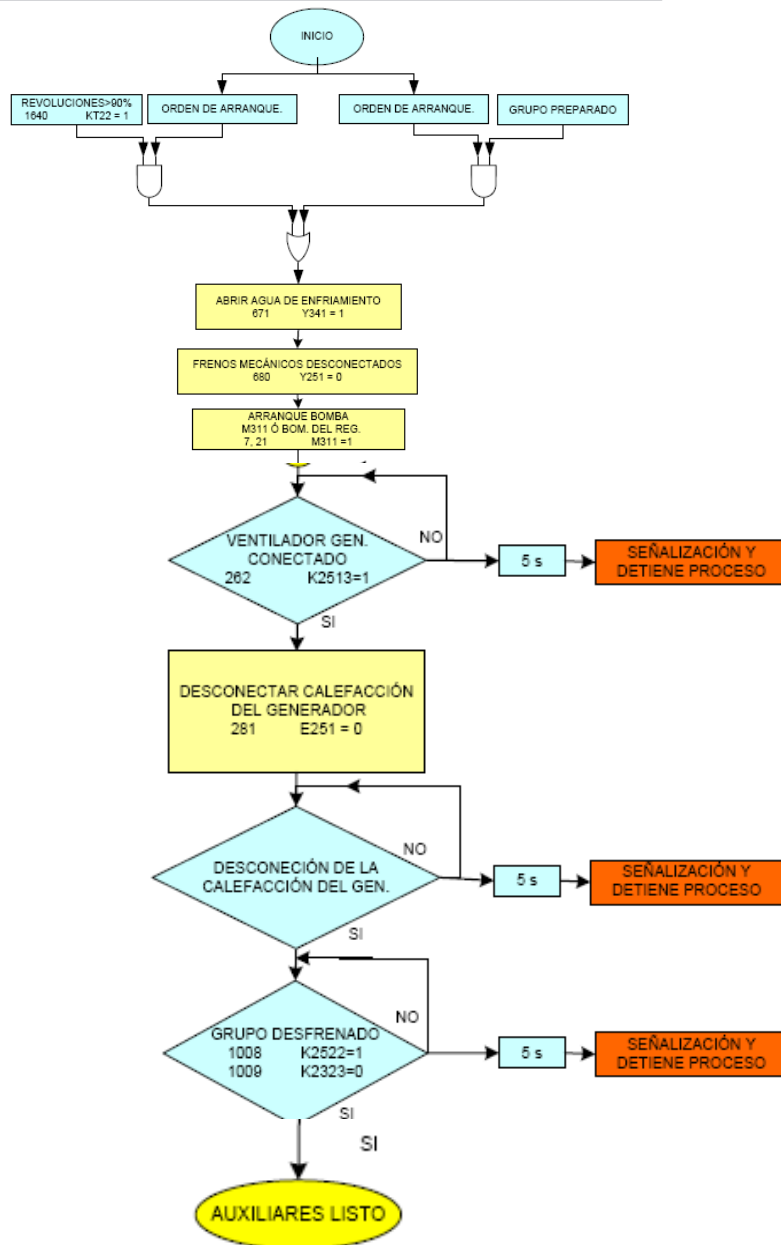 INICIO
REVOLUCIONES>90%
1640 KT22 = 1
ORDEN DE ARRANQUE.
ORDEN DE ARRANQUE.
GRUPO PREPARADO
ABRIR AGUA DE ENFRIAMIENTO
671 Y341 = 1
FRENOS MECÁNICOS DESCONECTADOS
680 Y251 = 0
ARRANQUE BOMBA
M311 Ó BOM. DEL REG.
7, 21 M311 =1
VENTILADOR GEN.
CONECTADO
262 K2513=1
NO
5 s
SEÑALIZACIÓN Y
DETIENE PROCESO
SI
DESCONECTAR CALEFACCIÓN
DEL GENERADOR
281 E251 = 0
DESCONECIÓN DE LA
CALEFACCIÓN DEL GEN.
NO
5 s
SEÑALIZACIÓN Y
DETIENE PROCESO
SI
GRUPO DESFRENADO
1008 K2522=1
1009 K2323=0
NO
5 s
SEÑALIZACIÓN Y
DETIENE PROCESO
SI
SI
AUXILIARES LISTO